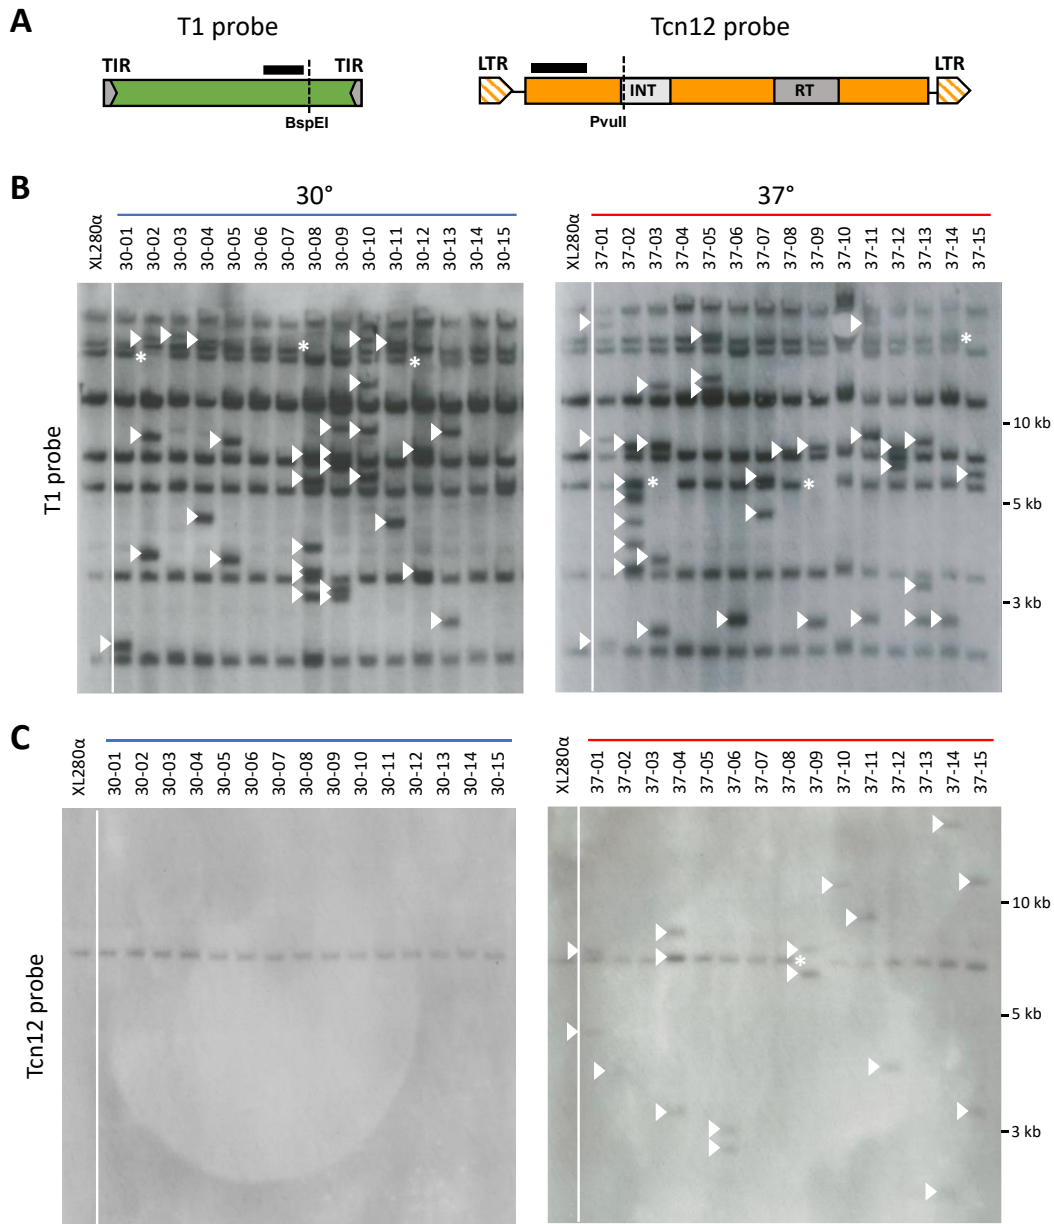 A
T1 probe
Tcn12 probe
TIR
TIR
BspEI
LTR
LTR
INT
RT
PvuII
B
30°
37°
XL280α
30-01
30-02
30-03
30-04
30-05
30-06
30-07
30-08
30-09
30-10
30-11
30-12
30-13
30-14
30-15
XL280α
37-01
37-02
37-03
37-04
37-05
37-06
37-07
37-08
37-09
37-10
37-11
37-12
37-13
37-14
37-15
T1 probe
*
*
*
*
*
*
10 kb
5 kb
3 kb
C
XL280α
30-01
30-02
30-03
30-04
30-05
30-06
30-07
30-08
30-09
30-10
30-11
30-12
30-13
30-14
30-15
XL280α
37-01
37-02
37-03
37-04
37-05
37-06
37-07
37-08
37-09
37-10
37-11
37-12
37-13
37-14
37-15
Tcn12 probe
*
10 kb
5 kb
3 kb